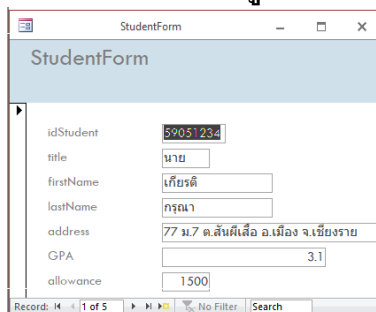 StudentForm
StudentForm
idStudent 59051234
title นาย
firstName เกียรติ
lastName กรุณา
address 77 ม.7 ต.สันผีเสื้อ อ.เมือง จ.เชียงราย
GPA 3.1
allowance 1500
Record: 1 of 5 No Filter Search